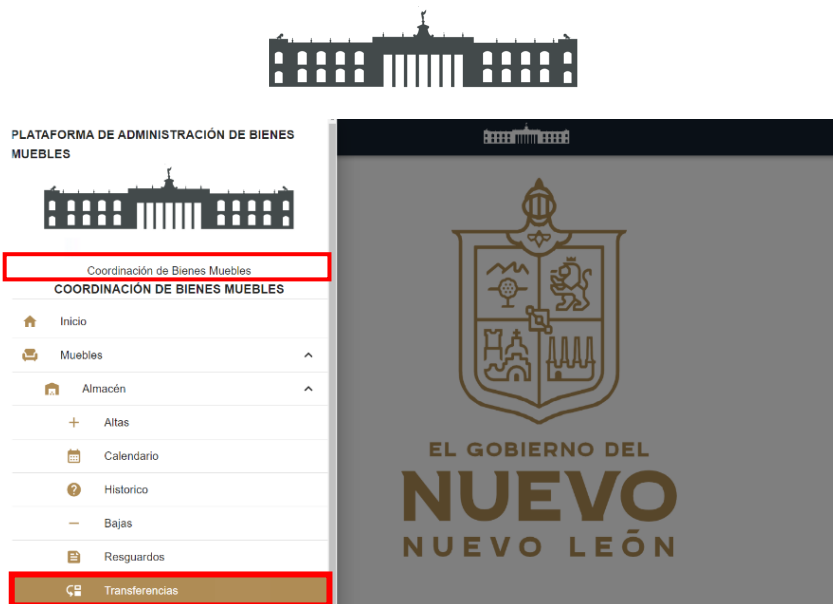 PLATAFORMA DE ADMINISTRACIÓN DE BIENES
MUEBLES
Coordinación de Bienes Muebles
COORDINACIÓN DE BIENES MUEBLES
Inicio
Muebles
Almacén
Altas
Calendario
Historico
Bajas
Resguardos
Transferencias
EL GOBIERNO DEL
NUEVO
NUEVO LEÓN